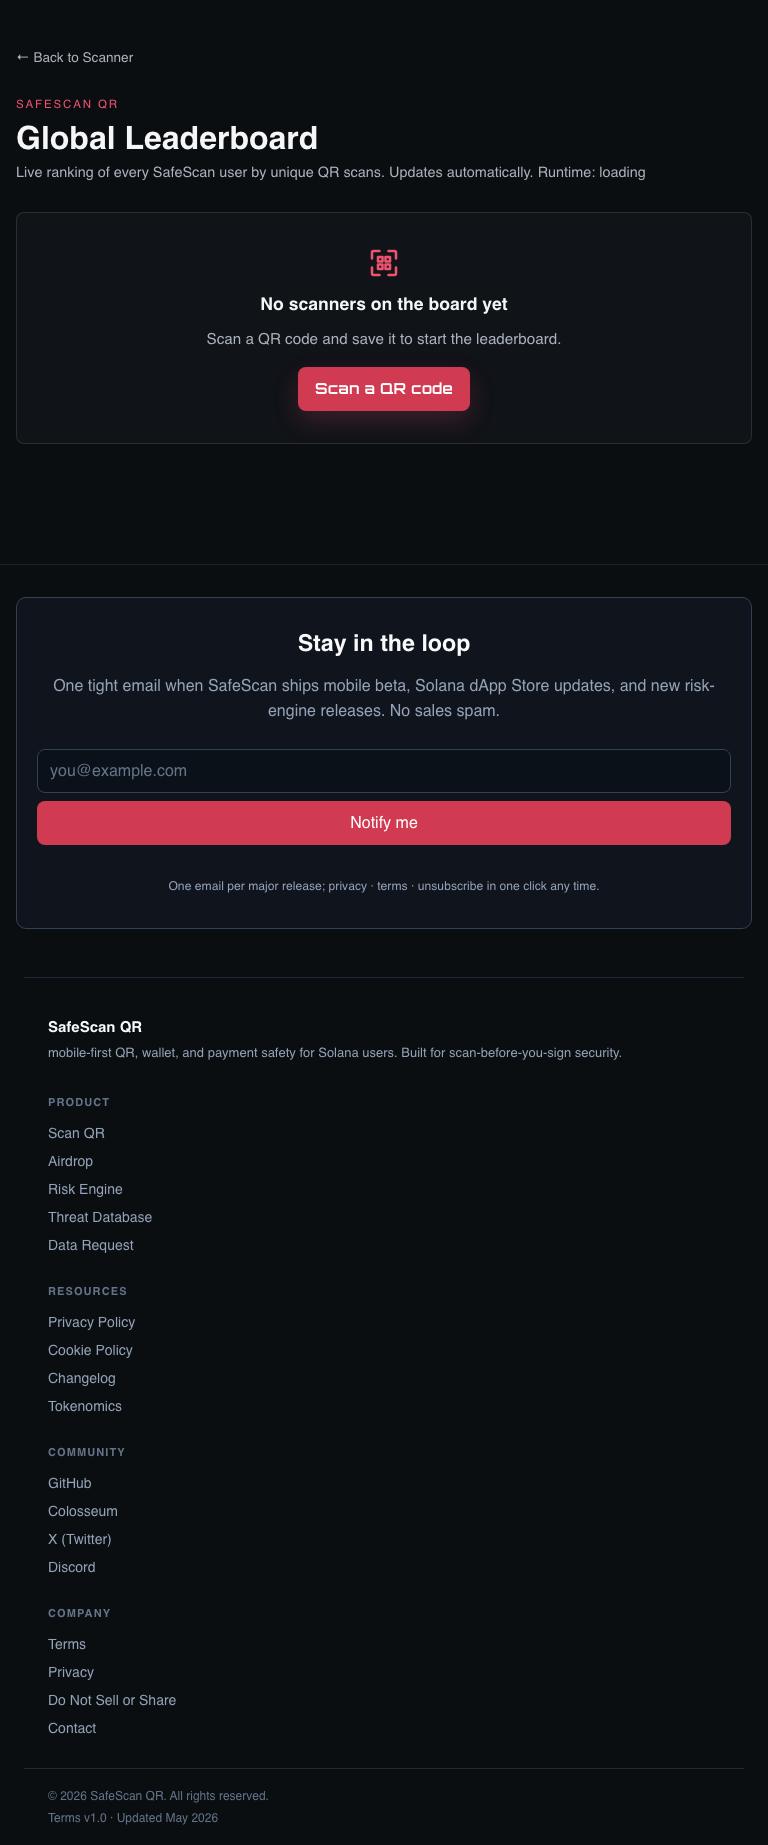 ← Back to Scanner
SAFESCAN QR
Global Leaderboard
Live ranking of every SafeScan user by unique QR scans. Updates automatically. Runtime: loading
No scanners on the board yet
Scan a QR code and save it to start the leaderboard.
Scan a QR code
Stay in the loop
One tight email when SafeScan ships mobile beta, Solana dApp Store updates, and new risk-
engine releases. No sales spam.
you@example.com
Notify me
One email per major release; privacy · terms · unsubscribe in one click any time.
SafeScan QR
mobile-first QR, wallet, and payment safety for Solana users. Built for scan-before-you-sign security.
PRODUCT
Scan QR
Airdrop
Risk Engine
Threat Database
Data Request
RESOURCES
Privacy Policy
Cookie Policy
Changelog
Tokenomics
COMMUNITY
GitHub
Colosseum
X (Twitter)
Discord
COMPANY
Terms
Privacy
Do Not Sell or Share
Contact
© 2026 SafeScan QR. All rights reserved.
Terms v1.0 · Updated May 2026